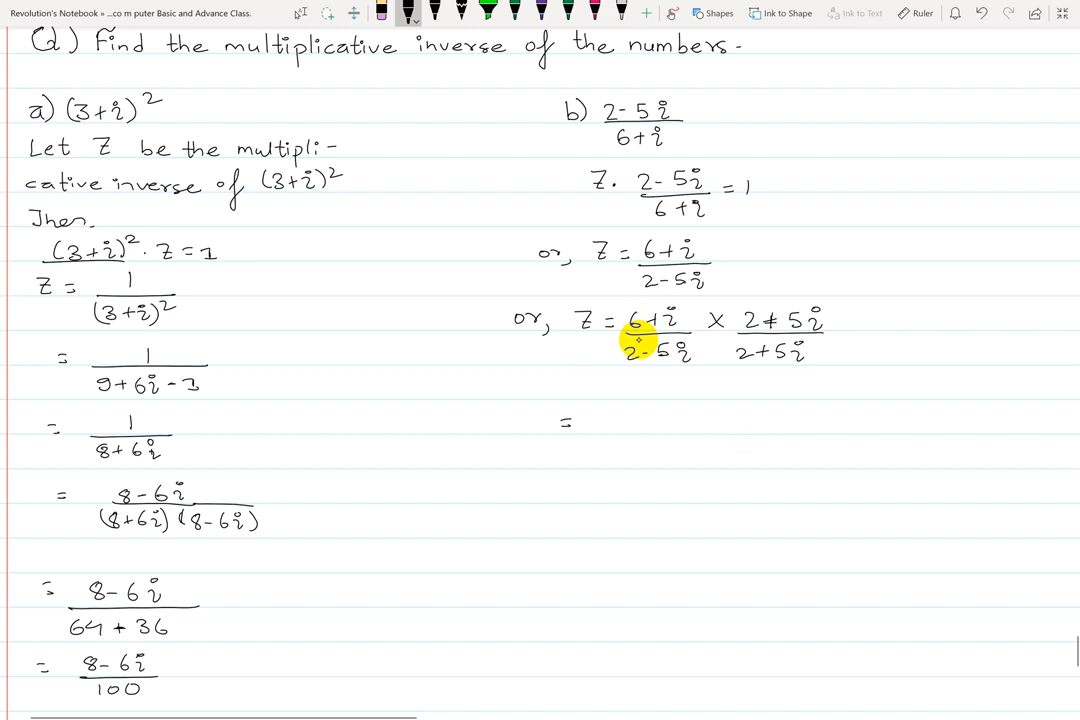 Revolution's Notebook » ...co m puter Basic and Advance Class.
Shapes
Ink to Shape
Ink to Text
Ruler
(d) Find the multiplicative inverse of the numbers.
a) (3+i)²
Let Z be the multipli-
cative inverse of (3+i)²
Then.
(3+i)² . Z = 1
Z = 1
(3+i)²
= 1
9+6i-1
= 1
8+6i
= 8-6i
(8+6i) (8-6i)
= 8-6i
64 + 36
= 8-6i
100
b) 2-5i
6+i
Z. 2-5i = 1
6+i
or, Z = 6+i
2-5i
or, Z = 6+i × 2+5i
2-5i 2+5i
=